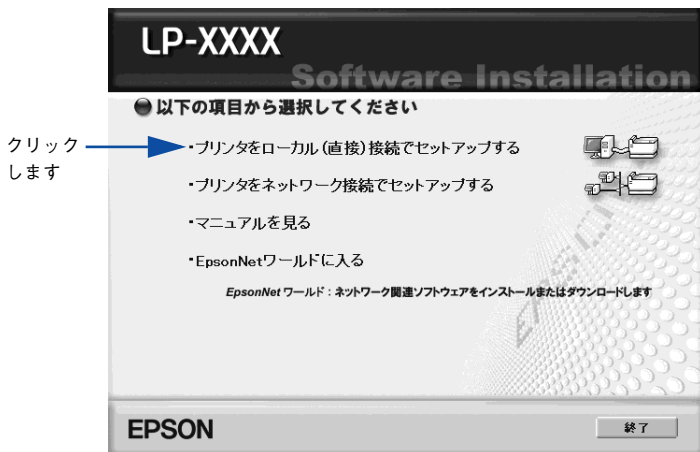 LP-XXXX
Software Installation
以下の項目から選択してください
クリック
します
・プリンタをローカル(直接)接続でセットアップする
・プリンタをネットワーク接続でセットアップする
・マニュアルを見る
・EpsonNetワールドに入る
EpsonNet ワールド:ネットワーク関連ソフトウェアをインストールまたはダウンロードします
EPSON
EPSON
終了